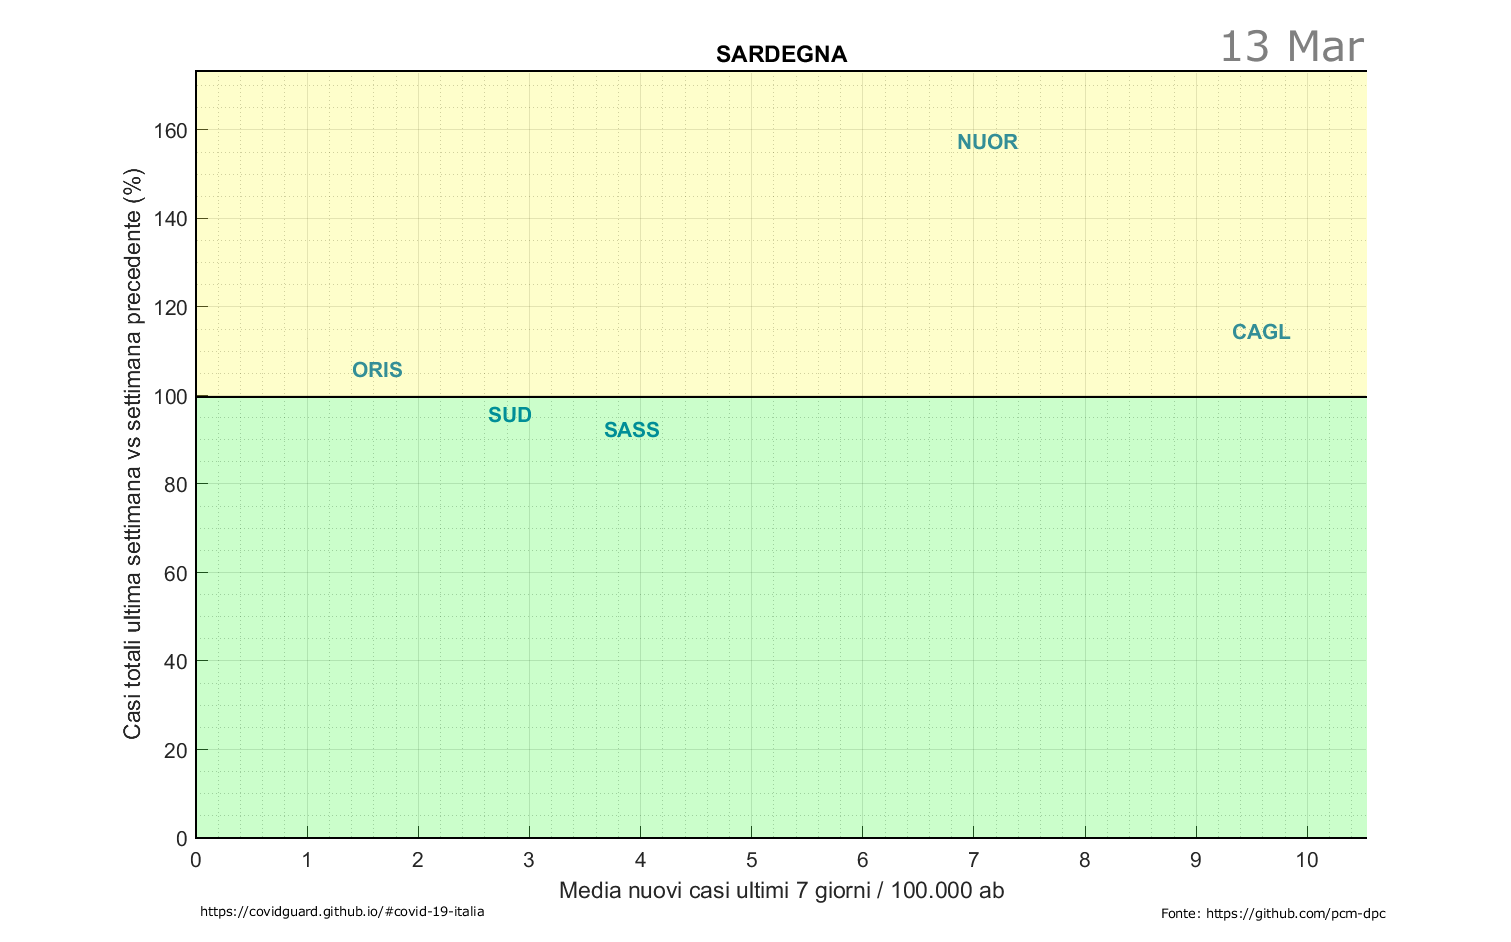 SARDEGNA
13 Mar
Casi totali ultima settimana vs settimana precedente (%)
160
140
120
100
80
60
40
20
0
NUOR
CAGL
ORIS
SUD
SASS
0 1 2 3 4 5 6 7 8 9 10
Media nuovi casi ultimi 7 giorni / 100.000 ab
https://covidguard.github.io/#covid-19-italia
Fonte: https://github.com/pcm-dpc